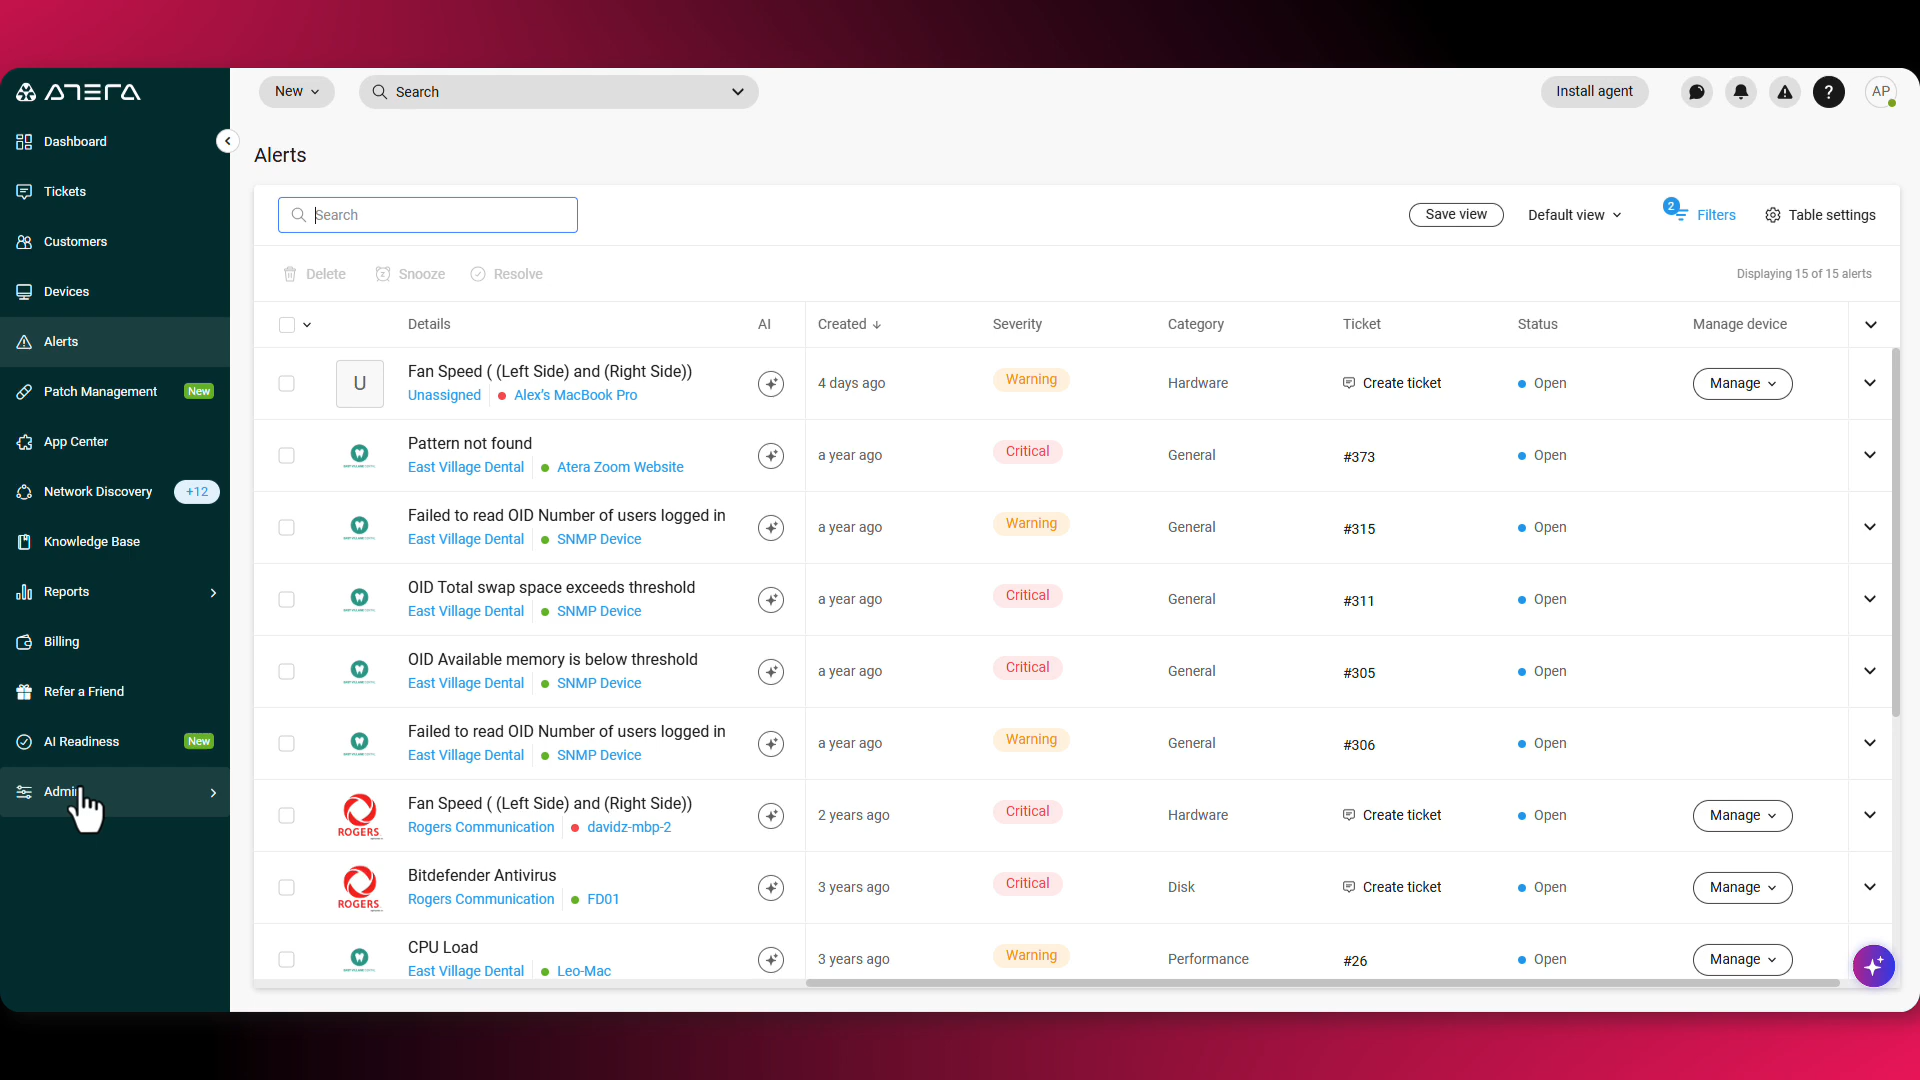 ATERA
New
Search
Install agent
?
AP
Dashboard
Tickets
Customers
Devices
Alerts
Patch Management New
App Center
Network Discovery +12
Knowledge Base
Reports
Billing
Refer a Friend
AI Readiness New
Admin
Alerts
Search
Save view
Default view
2 Filters
Table settings
Delete
Snooze
Resolve
Displaying 15 of 15 alerts
Details AI Created Severity Category Ticket Status Manage device
U Fan Speed ( (Left Side) and (Right Side)) 4 days ago Warning Hardware Create ticket Open Manage
Unassigned Alex's MacBook Pro
Pattern not found a year ago Critical General #373 Open
East Village Dental Atera Zoom Website
Failed to read OID Number of users logged in a year ago Warning General #315 Open
East Village Dental SNMP Device
OID Total swap space exceeds threshold a year ago Critical General #311 Open
East Village Dental SNMP Device
OID Available memory is below threshold a year ago Critical General #305 Open
East Village Dental SNMP Device
Failed to read OID Number of users logged in a year ago Warning General #306 Open
East Village Dental SNMP Device
ROGERS Fan Speed ( (Left Side) and (Right Side)) 2 years ago Critical Hardware Create ticket Open Manage
Rogers Communication davidz-mbp-2
ROGERS Bitdefender Antivirus 3 years ago Critical Disk Create ticket Open Manage
Rogers Communication FD01
CPU Load 3 years ago Warning Performance #26 Open Manage
East Village Dental Leo-Mac